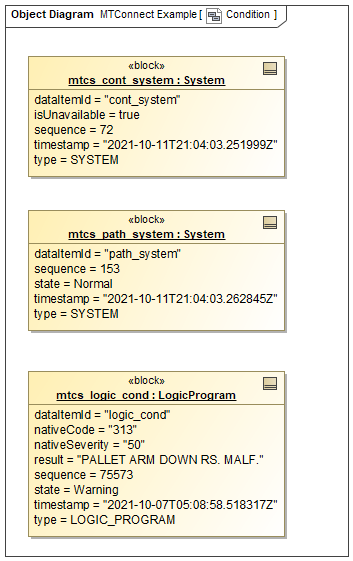 Object Diagram MTConnect Example [ Condition ]
«block»
mtcs_cont_system : System
dataItemId = "cont_system"
isUnavailable = true
sequence = 72
timestamp = "2021-10-11T21:04:03.251999Z"
type = SYSTEM
«block»
mtcs_path_system : System
dataItemId = "path_system"
sequence = 153
state = Normal
timestamp = "2021-10-11T21:04:03.262845Z"
type = SYSTEM
«block»
mtcs_logic_cond : LogicProgram
dataItemId = "logic_cond"
nativeCode = "313"
nativeSeverity = "50"
result = "PALLET ARM DOWN RS. MALF."
sequence = 75573
state = Warning
timestamp = "2021-10-07T05:08:58.518317Z"
type = LOGIC_PROGRAM